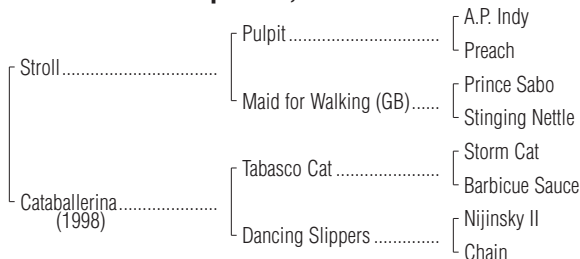 A.P. Indy
Pulpit
Preach
Stroll
Prince Sabo
Maid for Walking (GB)
Stinging Nettle
Storm Cat
Tabasco Cat
Barbicue Sauce
Cataballerina
(1998)
Nijinsky II
Dancing Slippers
Chain